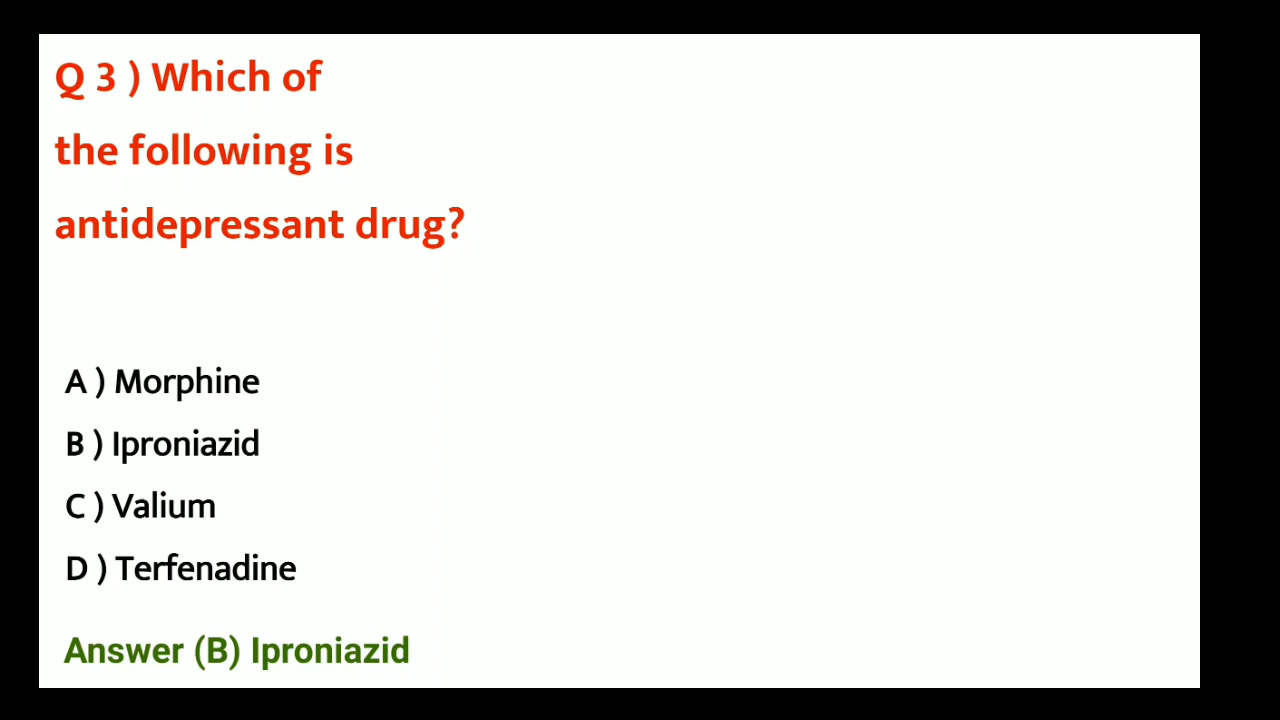 Q 3 ) Which of
the following is
antidepressant drug?
A ) Morphine
B ) Iproniazid
C ) Valium
D ) Terfenadine
Answer (B) Iproniazid